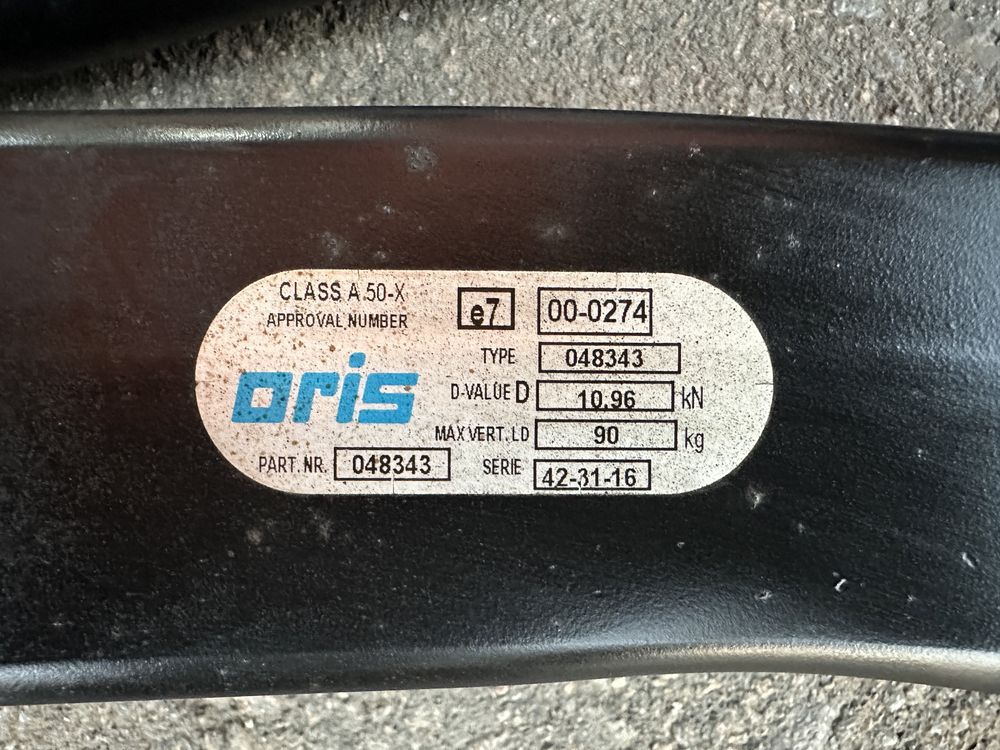 CLASS A 50-X
APPROVAL NUMBER
e7 00-0274
TYPE 048343
oris
D-VALUE D 10.96 kN
MAX VERT. LD 90 kg
PART. NR. 048343
SERIE 42-31-16